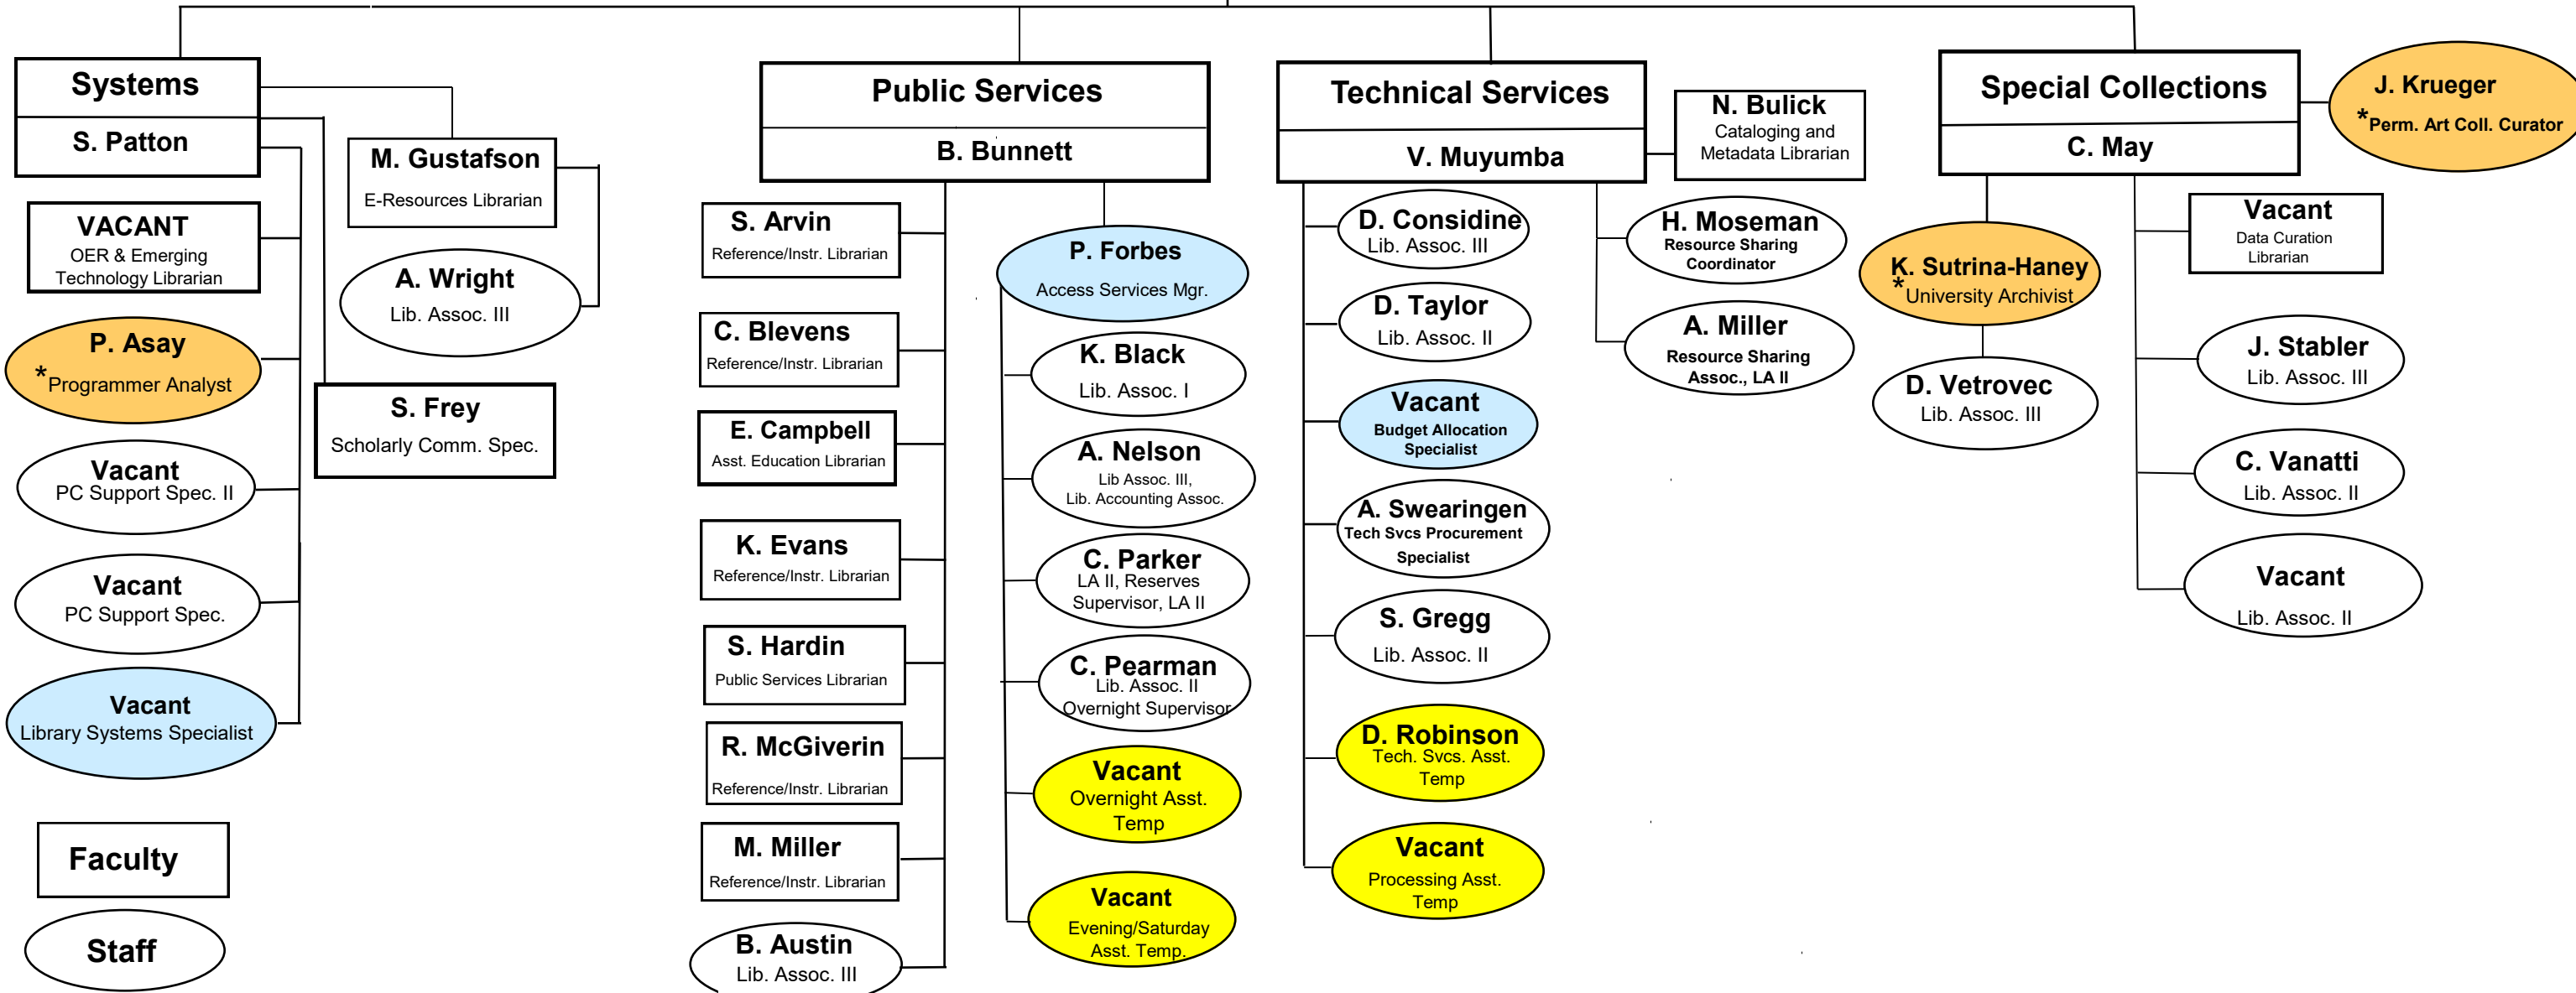 Systems
S. Patton
VACANT
OER & Emerging
Technology Librarian
P. Asay
*Programmer Analyst
Vacant
PC Support Spec. II
Vacant
PC Support Spec.
Vacant
Library Systems Specialist
M. Gustafson
E-Resources Librarian
A. Wright
Lib. Assoc. III
S. Frey
Scholarly Comm. Spec.
Faculty
Staff
Public Services
B. Bunnett
S. Arvin
Reference/Instr. Librarian
C. Blevens
Reference/Instr. Librarian
E. Campbell
Asst. Education Librarian
K. Evans
Reference/Instr. Librarian
S. Hardin
Public Services Librarian
R. McGiverin
Reference/Instr. Librarian
M. Miller
Reference/Instr. Librarian
B. Austin
Lib. Assoc. III
P. Forbes
Access Services Mgr.
K. Black
Lib. Assoc. I
A. Nelson
Lib Assoc. III,
Lib. Accounting Assoc.
C. Parker
LA II, Reserves
Supervisor, LA II
C. Pearman
Lib. Assoc. II
Overnight Supervisor
Vacant
Overnight Asst.
Temp
Vacant
Evening/Saturday
Asst. Temp.
Technical Services
V. Muyumba
N. Bulick
Cataloging and
Metadata Librarian
D. Considine
Lib. Assoc. III
D. Taylor
Lib. Assoc. II
Vacant
Budget Allocation
Specialist
A. Swearingen
Tech Svcs Procurement
Specialist
S. Gregg
Lib. Assoc. II
D. Robinson
Tech. Svcs. Asst.
Temp
Vacant
Processing Asst.
Temp
H. Moseman
Resource Sharing
Coordinator
A. Miller
Resource Sharing
Assoc., LA II
Special Collections
C. May
J. Krueger
*Perm. Art Coll. Curator
K. Sutrina-Haney
*University Archivist
D. Vetrovec
Lib. Assoc. III
Vacant
Data Curation
Librarian
J. Stabler
Lib. Assoc. III
C. Vanatti
Lib. Assoc. II
Vacant
Lib. Assoc. II